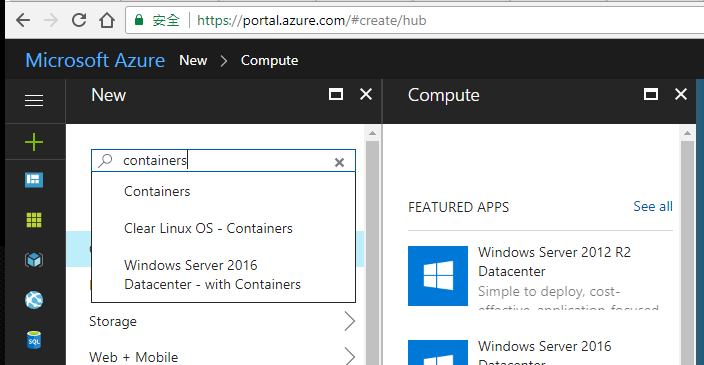 安全 https://portal.azure.com/#create/hub
Microsoft Azure New > Compute
New
Compute
containers
Containers
Clear Linux OS - Containers
Windows Server 2016
Datacenter - with Containers
Storage
Web + Mobile
FEATURED APPS See all
Windows Server 2012 R2
Datacenter
Simple to deploy, cost-
effective, application-focused
Windows Server 2016
Datacenter
SQL